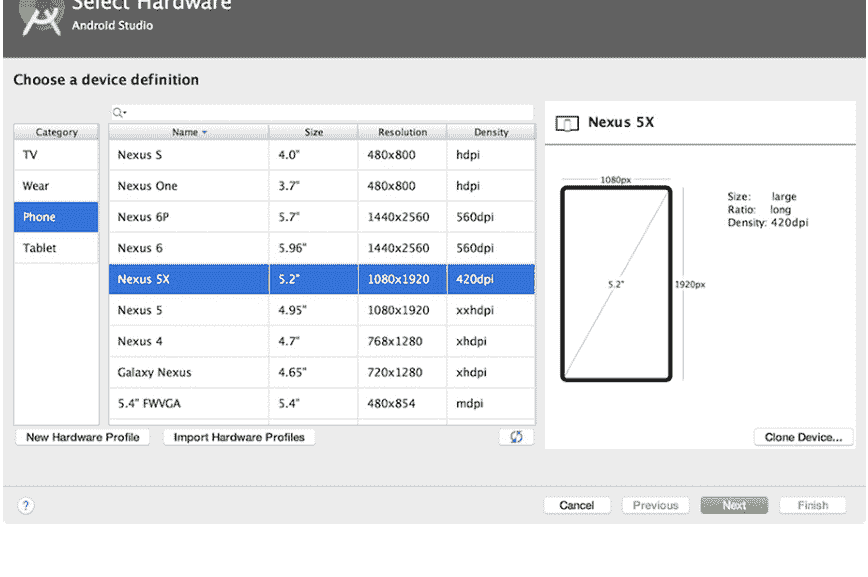 Select Hardware
Android Studio
Choose a device definition
Category
TV
Wear
Phone
Tablet
Name Size Resolution Density
Nexus S 4.0" 480x800 hdpi
Nexus One 3.7" 480x800 hdpi
Nexus 6P 5.7" 1440x2560 560dpi
Nexus 6 5.96" 1440x2560 560dpi
Nexus 5X 5.2" 1080x1920 420dpi
Nexus 5 4.95" 1080x1920 xxhdpi
Nexus 4 4.7" 768x1280 xhdpi
Galaxy Nexus 4.65" 720x1280 xhdpi
5.4" FWVGA 5.4" 480x854 mdpi
New Hardware Profile Import Hardware Profiles
Nexus 5X
1080px
5.2"
1920px
Size: large
Ratio: long
Density: 420dpi
Clone Device...
? Cancel Previous Next Finish